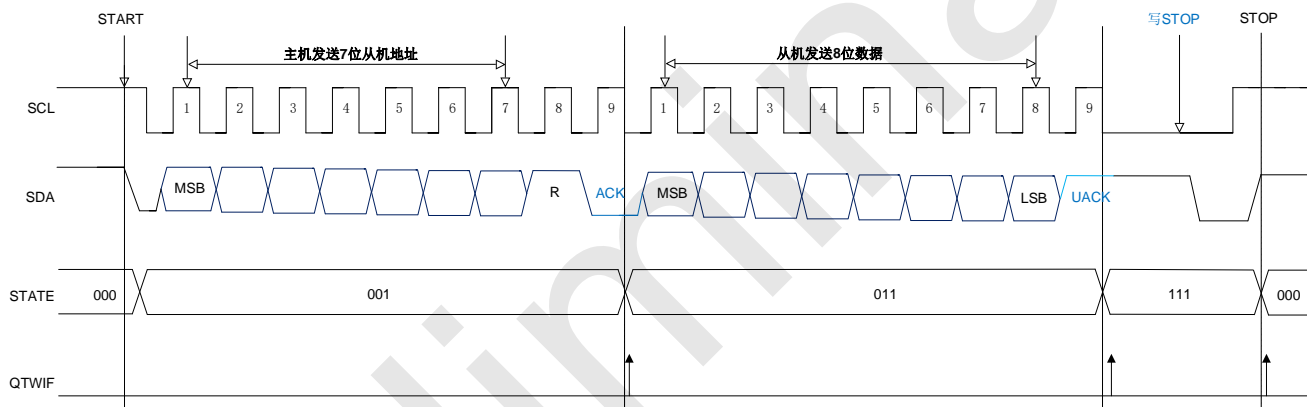 START
写STOP
STOP
主机发送7位从机地址
从机发送8位数据
SCL
1 2 3 4 5 6 7 8 9 1 2 3 4 5 6 7 8 9
SDA
MSB R ACK MSB LSB UACK
STATE
000 001 011 111 000
QTWIF